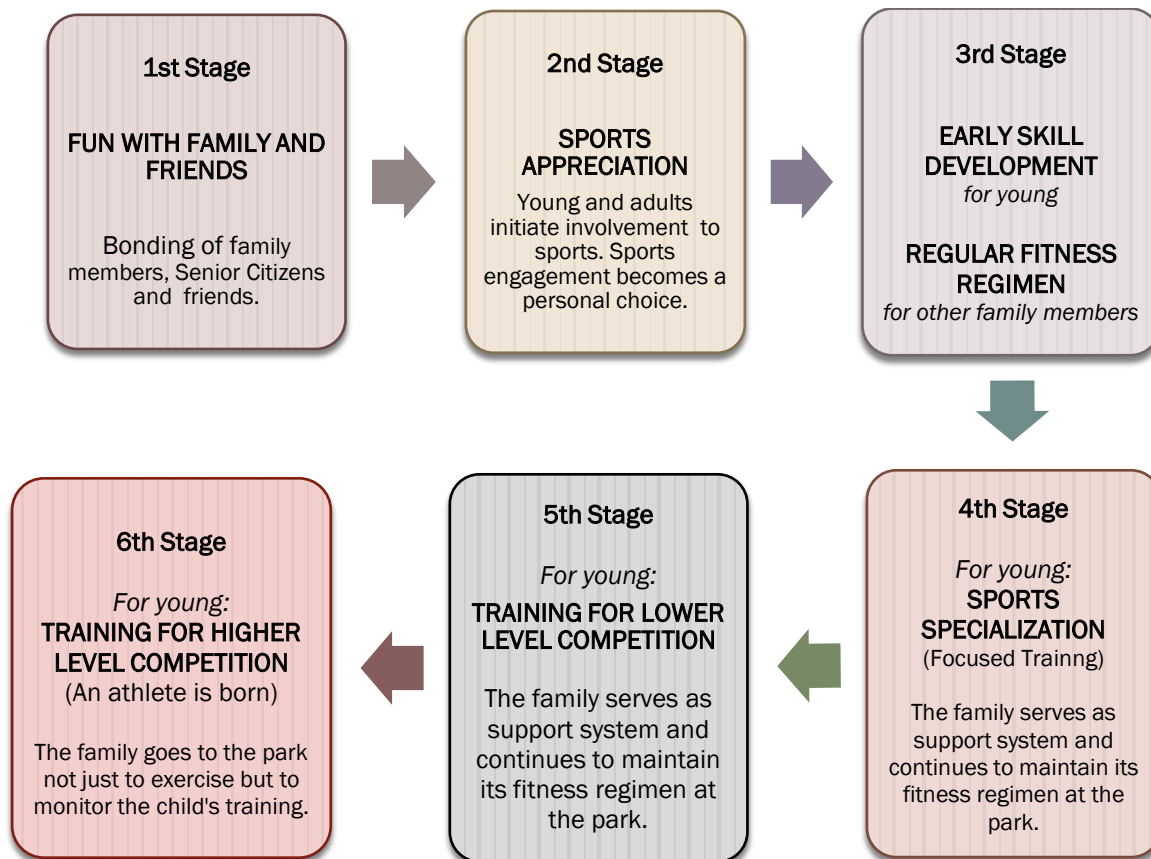 1st Stage
FUN WITH FAMILY AND
FRIENDS
Bonding of family
members, Senior Citizens
and friends.
2nd Stage
SPORTS
APPRECIATION
Young and adults
initiate involvement to
sports. Sports
engagement becomes a
personal choice.
3rd Stage
EARLY SKILL
DEVELOPMENT
for young
REGULAR FITNESS
REGIMEN
for other family members
4th Stage
For young:
SPORTS
SPECIALIZATION
(Focused Trainng)
The family serves as
support system and
continues to maintain its
fitness regimen at the
park.
5th Stage
For young:
TRAINING FOR LOWER
LEVEL COMPETITION
The family serves as
support system and
continues to maintain
its fitness regimen at
the park.
6th Stage
For young:
TRAINING FOR HIGHER
LEVEL COMPETITION
(An athlete is born)
The family goes to the park
not just to exercise but to
monitor the child's training.